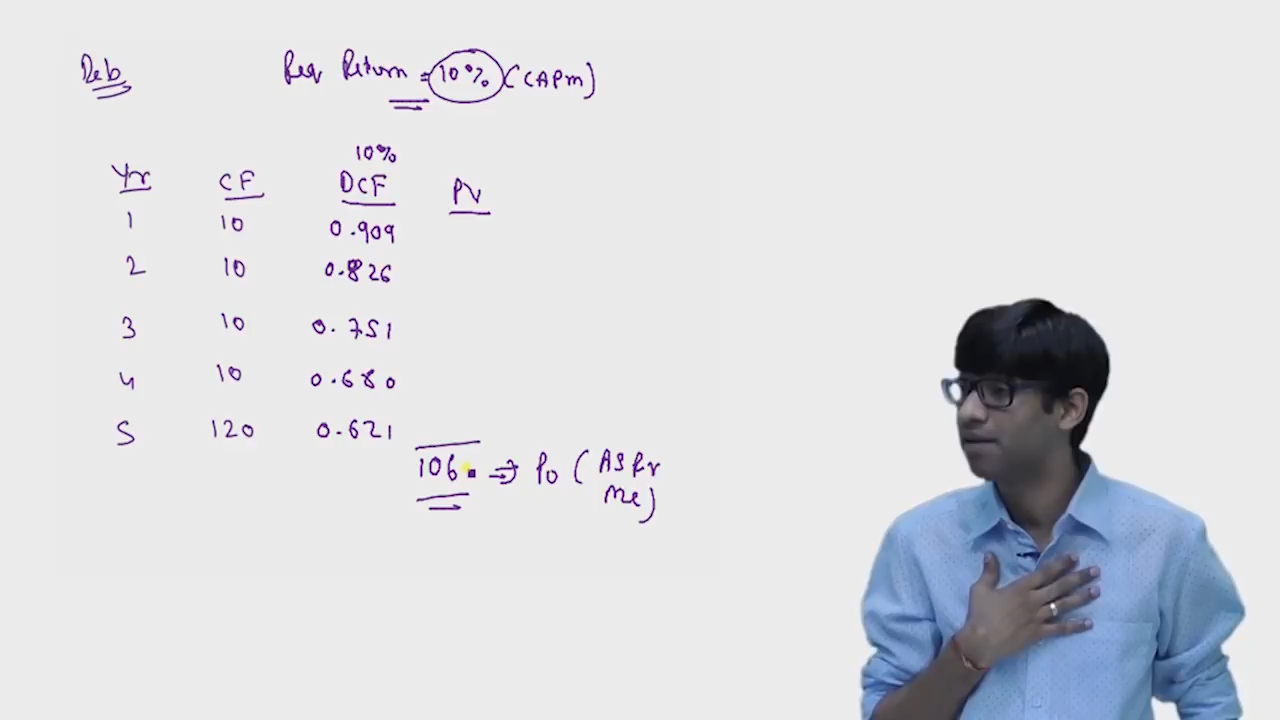 Deb
Req Return = 10% (CAPM)
10%
Yr CF DCF PV
1 10 0.909
2 10 0.826
3 10 0.751
4 10 0.680
5 120 0.621
106. ⇒ P0 (AS Per
Me)